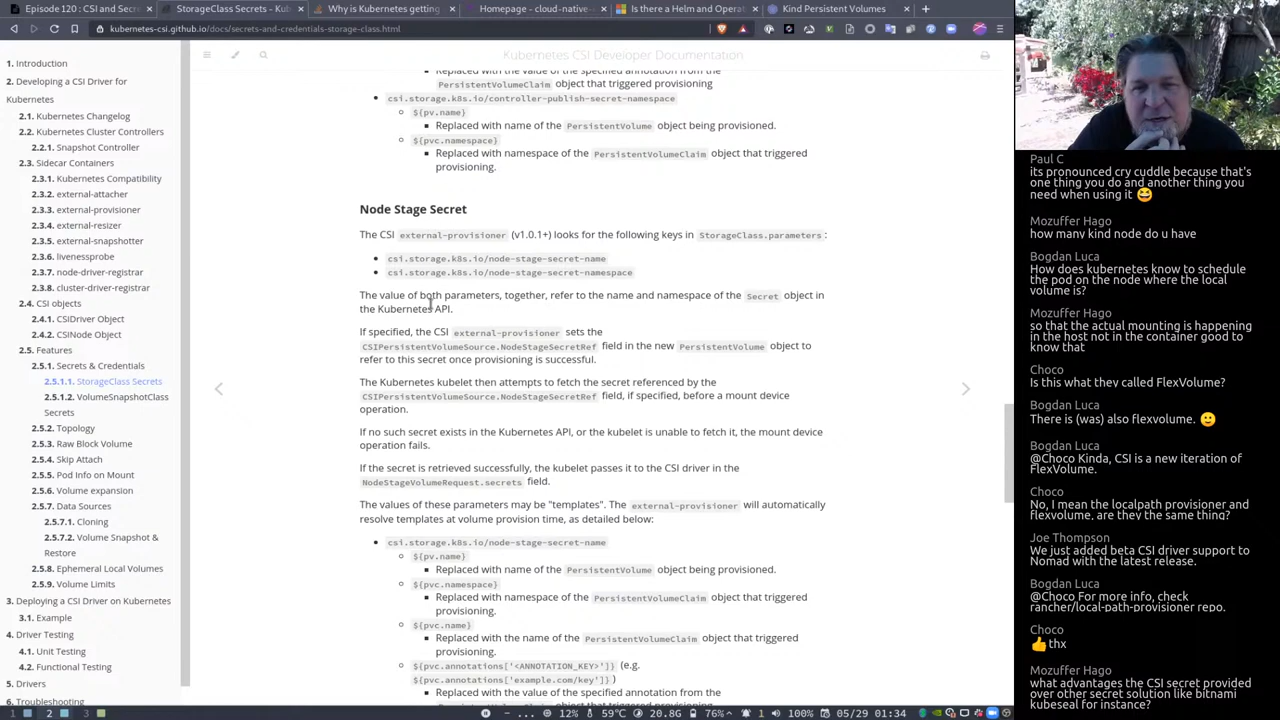 Episode 120 : CSI and Secre
StorageClass Secrets - Kub
Why is Kubernetes getting
Homepage - cloud-native...
Is there a Helm and Operat
Kind Persistent Volumes
kubernetes-csi.github.io/docs/secrets-and-credentials-storage-class.html
1. Introduction
2. Developing a CSI Driver for
Kubernetes
2.1. Kubernetes Changelog
2.2. Kubernetes Cluster Controllers
2.2.1. Snapshot Controller
2.3. Sidecar Containers
2.3.1. Kubernetes Compatibility
2.3.2. external-attacher
2.3.3. external-provisioner
2.3.4. external-resizer
2.3.5. external-snapshotter
2.3.6. livenessprobe
2.3.7. node-driver-registrar
2.3.8. cluster-driver-registrar
2.4. CSI objects
2.4.1. CSIDriver Object
2.4.2. CSINode Object
2.5. Features
2.5.1. Secrets & Credentials
2.5.1.1. StorageClass Secrets
2.5.1.2. VolumeSnapshotClass
Secrets
2.5.2. Topology
2.5.3. Raw Block Volume
2.5.4. Skip Attach
2.5.5. Pod Info on Mount
2.5.6. Volume expansion
2.5.7. Data Sources
2.5.7.1. Cloning
2.5.7.2. Volume Snapshot &
Restore
2.5.8. Ephemeral Local Volumes
2.5.9. Volume Limits
3. Deploying a CSI Driver on Kubernetes
3.1. Example
4. Driver Testing
4.1. Unit Testing
4.2. Functional Testing
5. Drivers
6. Troubleshooting
Kubernetes CSI Developer Documentation
Replaced with the value of the specified annotation from the
PersistentVolumeClaim object that triggered provisioning
csi.storage.k8s.io/controller-publish-secret-namespace
${pv.name}
Replaced with name of the PersistentVolume object being provisioned.
${pvc.namespace}
Replaced with namespace of the PersistentVolumeClaim object that triggered
provisioning.
Node Stage Secret
The CSI external-provisioner (v1.0.1+) looks for the following keys in StorageClass.parameters :
csi.storage.k8s.io/node-stage-secret-name
csi.storage.k8s.io/node-stage-secret-namespace
The value of both parameters, together, refer to the name and namespace of the Secret object in
the Kubernetes API.
If specified, the CSI external-provisioner sets the
CSIPersistentVolumeSource.NodeStageSecretRef field in the new PersistentVolume object to
refer to this secret once provisioning is successful.
The Kubernetes kubelet then attempts to fetch the secret referenced by the
CSIPersistentVolumeSource.NodeStageSecretRef field, if specified, before a mount device
operation.
If no such secret exists in the Kubernetes API, or the kubelet is unable to fetch it, the mount device
operation fails.
If the secret is retrieved successfully, the kubelet passes it to the CSI driver in the
NodeStageVolumeRequest.secrets field.
The values of these parameters may be "templates". The external-provisioner will automatically
resolve templates at volume provision time, as detailed below:
csi.storage.k8s.io/node-stage-secret-name
${pv.name}
Replaced with name of the PersistentVolume object being provisioned.
${pvc.namespace}
Replaced with namespace of the PersistentVolumeClaim object that triggered
provisioning.
${pvc.name}
Replaced with the name of the PersistentVolumeClaim object that triggered
provisioning.
${pvc.annotations['<ANNOTATION_KEY>']} (e.g.
${pvc.annotations['example.com/key']} )
Replaced with the value of the specified annotation from the
PersistentVolumeClaim object that triggered provisioning
Paul C
its pronounced cry cuddle because that's
one thing you do and another thing you
need when using it 😆
Mozuffer Hago
how many kind node do u have
Bogdan Luca
How does kubernetes know to schedule
the pod on the node where the local
volume is?
Mozuffer Hago
so that the actual mounting is happening
in the host not in the container good to
know that
Choco
Is this what they called FlexVolume?
Bogdan Luca
There is (was) also flexvolume. 🙂
Bogdan Luca
@Choco Kinda, CSI is a new iteration of
FlexVolume.
Choco
No, I mean the localpath provisioner and
flexvolume, are they the same thing?
Joe Thompson
We just added beta CSI driver support to
Nomad with the latest release.
Bogdan Luca
@Choco For more info, check
rancher/local-path-provisioner repo.
Choco
👍thx
Mozuffer Hago
what advantages the CSI secret provided
over other secret solution like bitnami
kubeseal for instance?
1 2 3
12% 59°C 20.8G 76% 1 100% 05/29 01:34